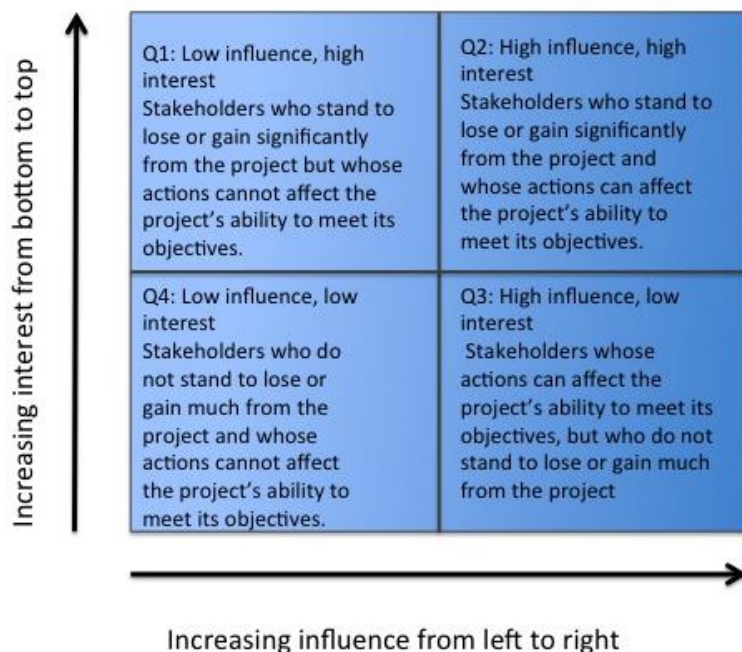 Increasing interest from bottom to top
Q1: Low influence, high
interest
Stakeholders who stand to
lose or gain significantly
from the project but whose
actions cannot affect the
project’s ability to meet its
objectives.
Q2: High influence, high
interest
Stakeholders who stand to
lose or gain significantly
from the project and
whose actions can affect
the project’s ability to
meet its objectives.
Q4: Low influence, low
interest
Stakeholders who do
not stand to lose or
gain much from the
project and whose
actions cannot affect
the project’s ability to
meet its objectives.
Q3: High influence, low
interest
Stakeholders whose
actions can affect the
project’s ability to meet its
objectives, but who do not
stand to lose or gain much
from the project
Increasing influence from left to right